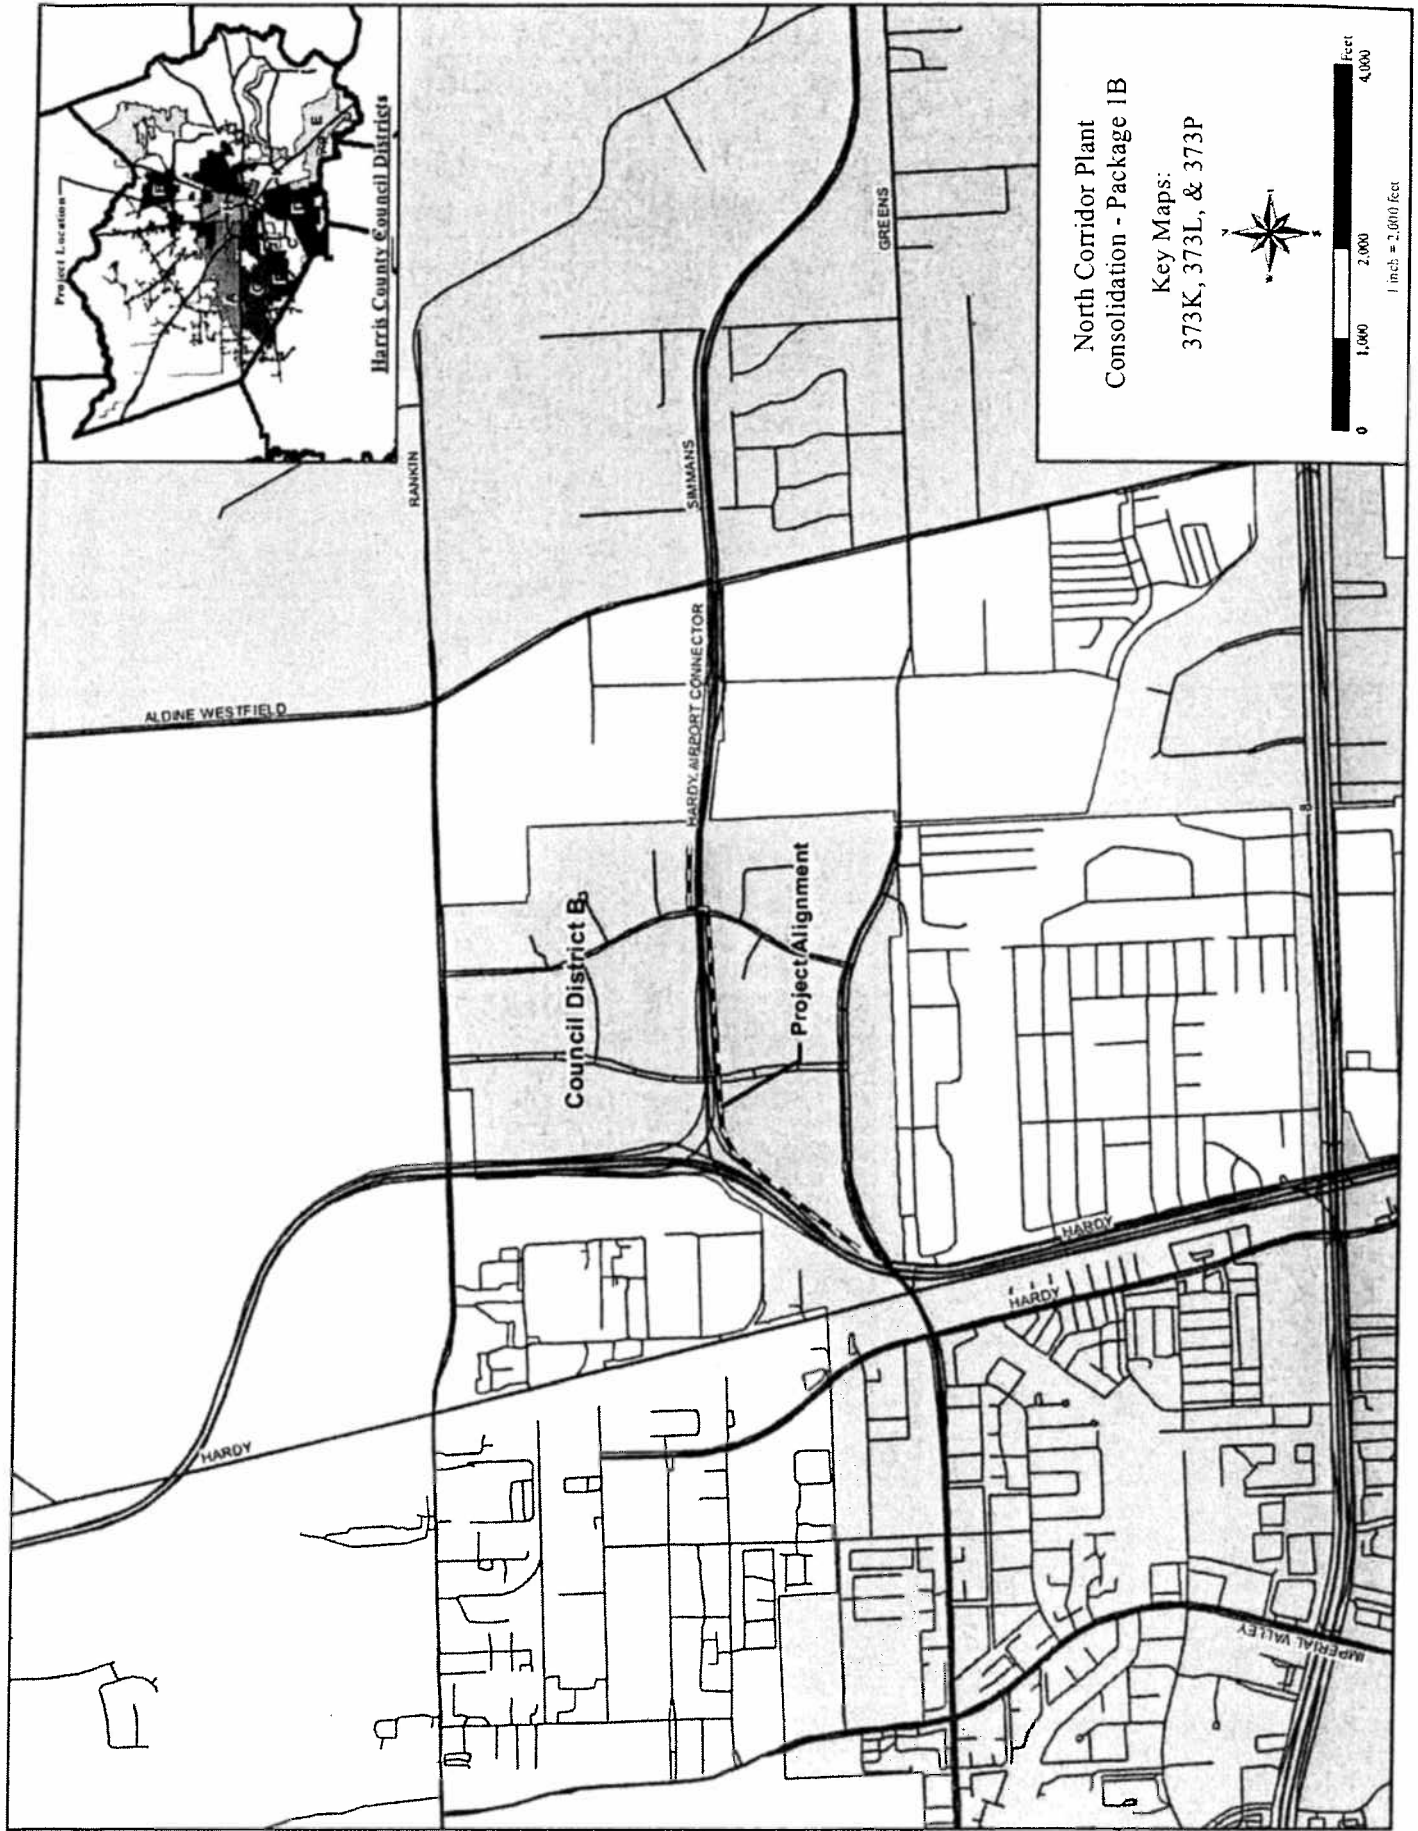 Project Location
Harris County Council Districts
RANKIN
ALDINE WESTFIELD
SIMMANS
GREENS
HARDY, AIRPORT CONNECTOR
Council District B
Project Alignment
HARDY
HARDY
HARDY
IMPERIAL VALLEY
8
North Corridor Plant
Consolidation - Package 1B
Key Maps:
373K, 373L, & 373P
N
W
S
0 1,000 2,000 4,000
Feet
1 inch = 2,000 feet
E
A